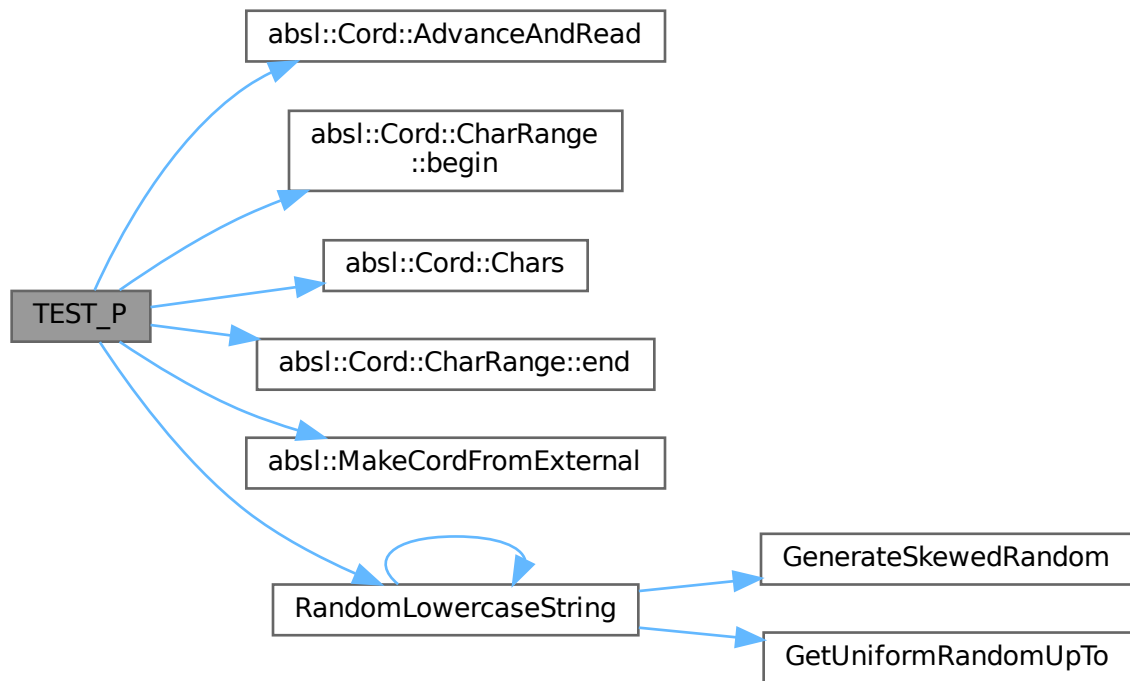 absl::Cord::AdvanceAndRead
absl::Cord::CharRange
::begin
absl::Cord::Chars
TEST_P
absl::Cord::CharRange::end
absl::MakeCordFromExternal
GenerateSkewedRandom
RandomLowercaseString
GetUniformRandomUpTo